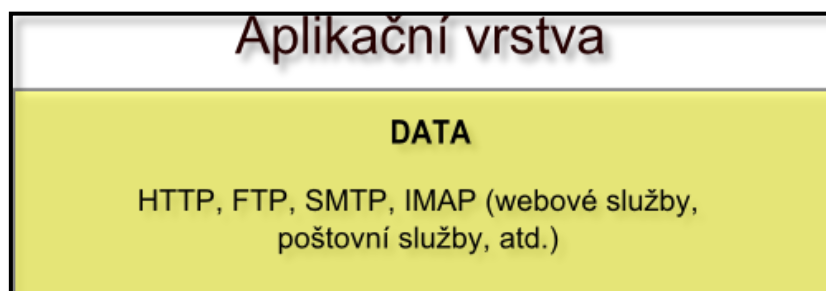 Aplikační vrstva
DATA
HTTP, FTP, SMTP, IMAP (webové služby,
poštovní služby, atd.)